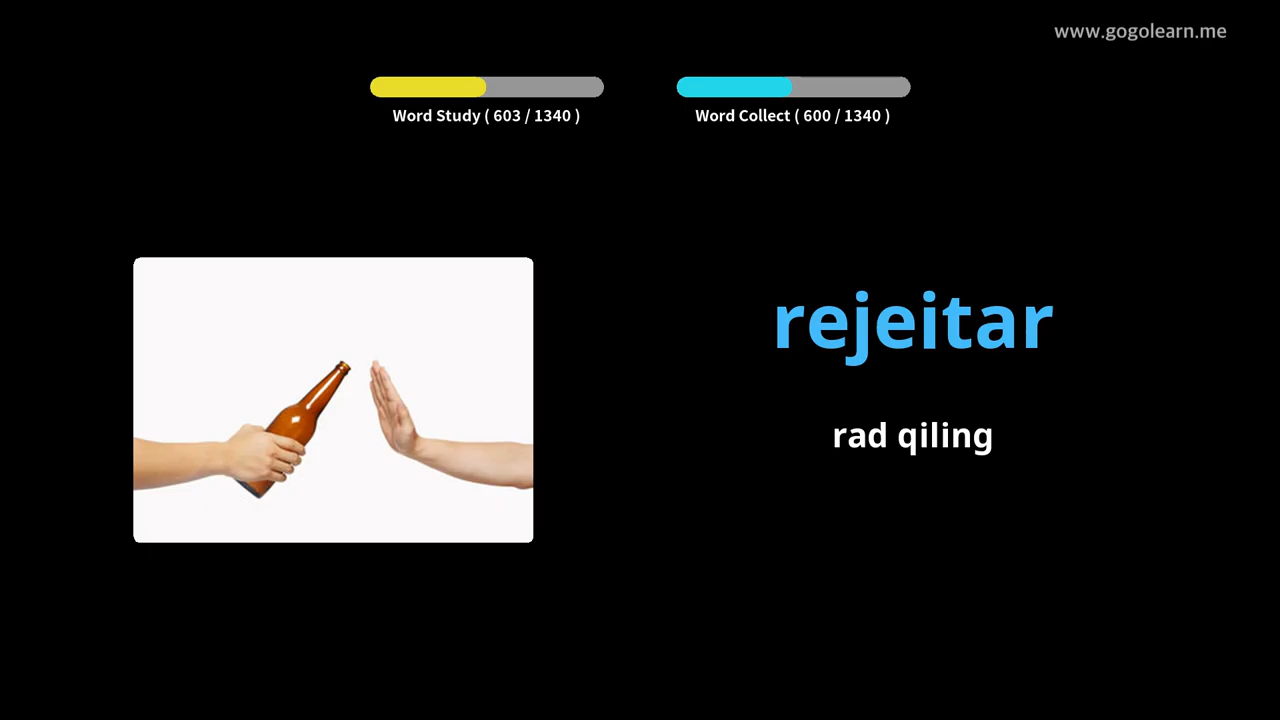 www.gogolearn.me
Word Study ( 603 / 1340 )
Word Collect ( 600 / 1340 )
rejeitar
rad qiling